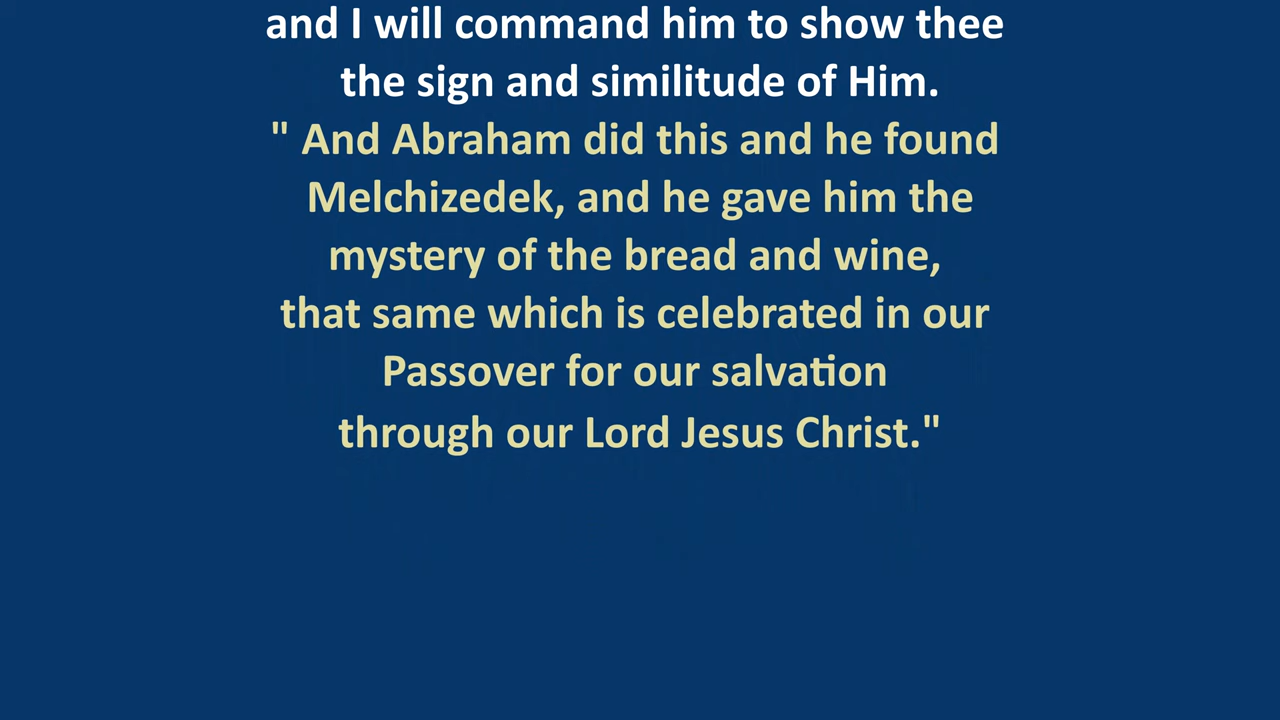 and I will command him to show thee
the sign and similitude of Him.
" And Abraham did this and he found
Melchizedek, and he gave him the
mystery of the bread and wine,
that same which is celebrated in our
Passover for our salvation
through our Lord Jesus Christ."